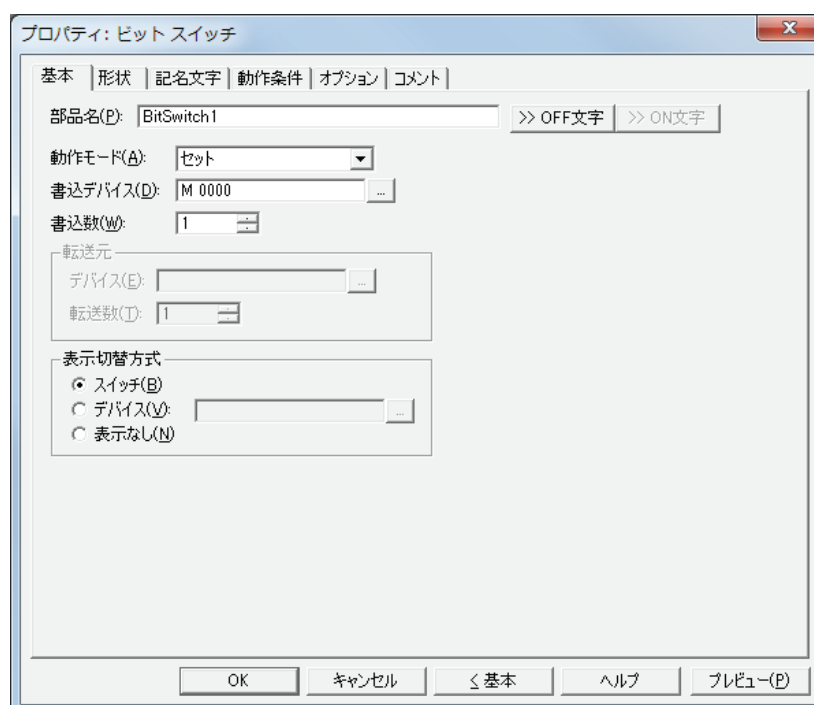 プロパティ: ビット スイッチ
基本 形状 記名文字 動作条件 オプション コメント
部品名(P): BitSwitch1 >> OFF文字 >> ON文字
動作モード(A): セット
書込デバイス(D): M 0000 ...
書込数(W): 1
転送元
デバイス(E): ...
転送数(T): 1
表示切替方式
スイッチ(B)
デバイス(V): ...
表示なし(N)
OK キャンセル < 基本 ヘルプ プレビュー(P)